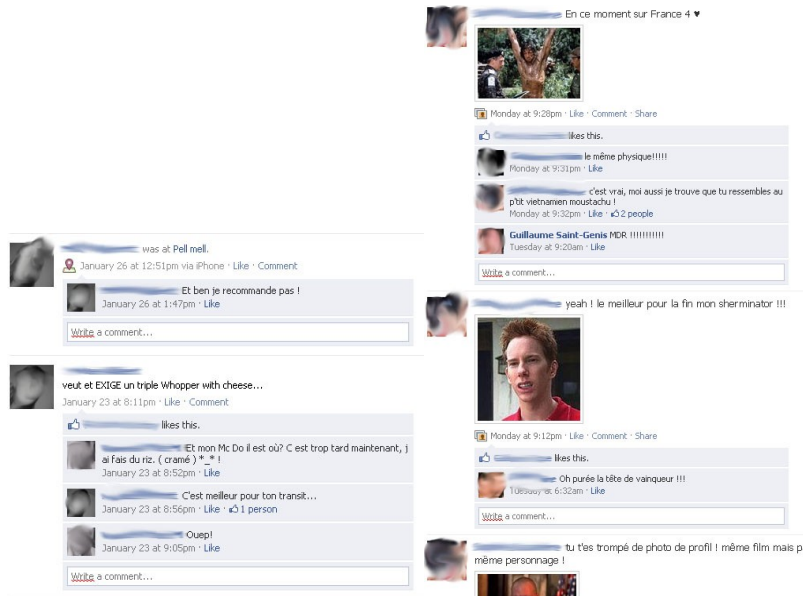 was at Pell mell.
January 26 at 12:51pm via iPhone · Like · Comment
Et ben je recommande pas !
January 26 at 1:47pm · Like
Write a comment...
veut et EXIGE un triple Whopper with cheese...
January 23 at 8:11pm · Like · Comment
likes this.
Et mon Mc Do il est où? C est trop tard maintenant, j
ai fais du riz. ( cramé ) *_* !
January 23 at 8:52pm · Like
C'est meilleur pour ton transit...
January 23 at 8:56pm · Like · 1 person
Ouep!
January 23 at 9:05pm · Like
Write a comment...
En ce moment sur France 4 ♥
Monday at 9:28pm · Like · Comment · Share
likes this.
le même physique!!!!!
Monday at 9:31pm · Like
c'est vrai, moi aussi je trouve que tu ressembles au
p'tit vietnamien moustachu !
Monday at 9:32pm · Like · 2 people
Guillaume Saint-Genis MDR !!!!!!!!!!!
Tuesday at 9:20am · Like
Write a comment...
yeah ! le meilleur pour la fin mon sherminator !!!
Monday at 9:12pm · Like · Comment · Share
likes this.
Oh purée la tête de vainqueur !!!
Tuesday at 6:32am · Like
Write a comment...
tu t'es trompé de photo de profil ! même film mais p
même personnage !